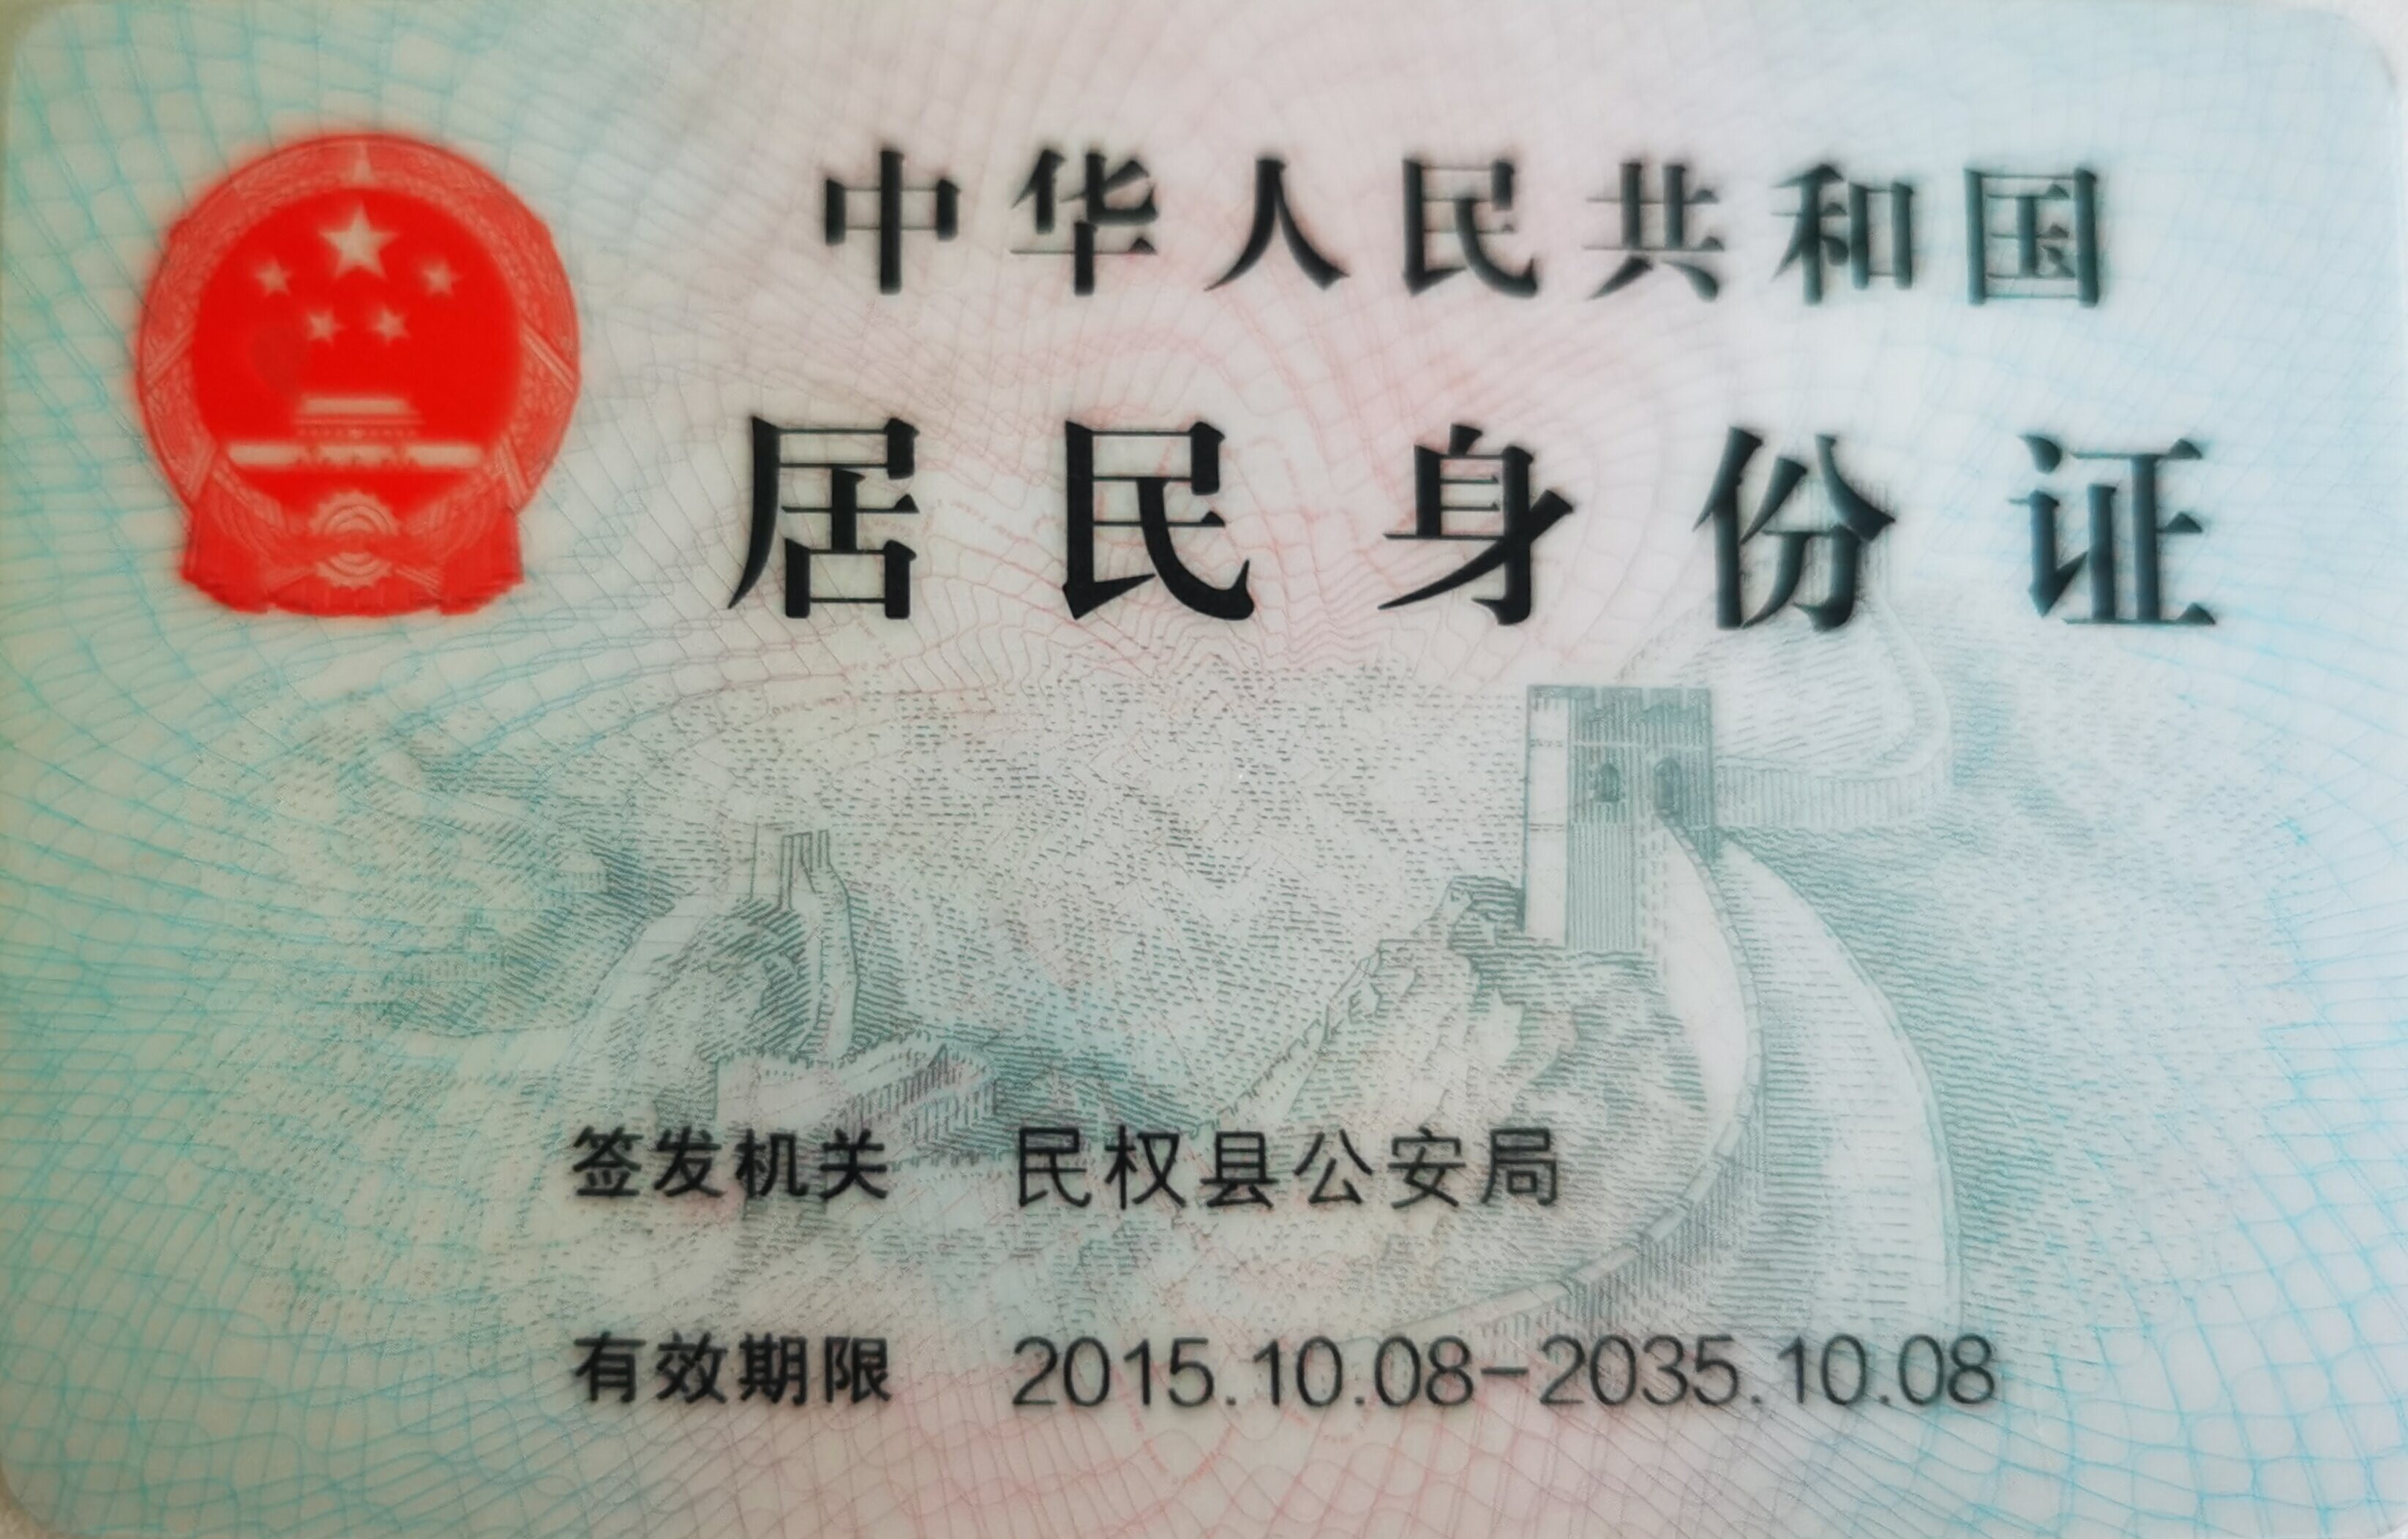 中华人民共和国
居民身份证
签发机关 民权县公安局
有效期限 2015.10.08-2035.10.08